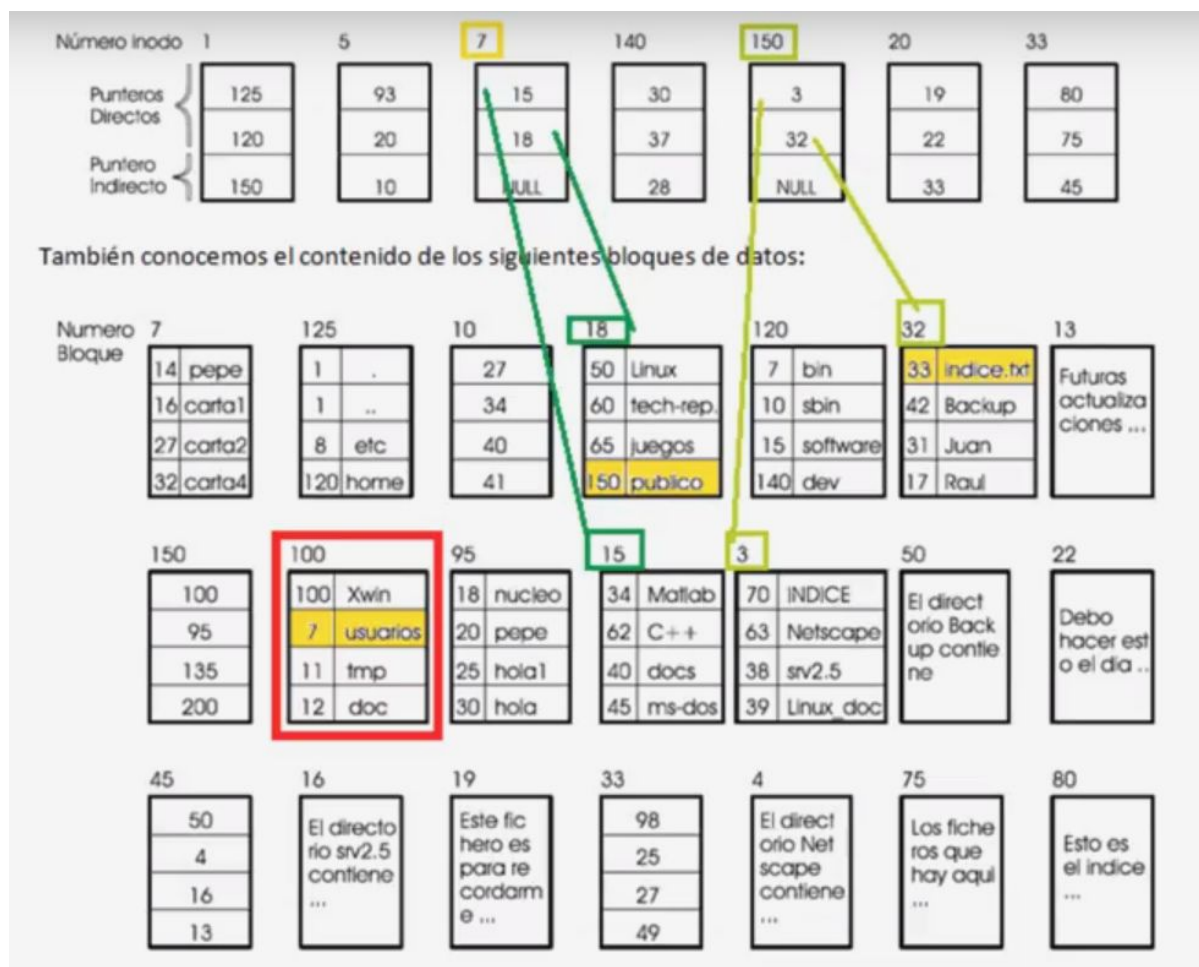 Número Inodo 1 5 7 140 150 20 33
Punteros Directos
Puntero Indirecto
125 93 15 30 3 19 80
120 20 18 37 32 22 75
150 10 NULL 28 NULL 33 45
También conocemos el contenido de los siguientes bloques de datos:
Numero Bloque
7 125 10 18 120 32 13
14 pepe 1 . 27 50 Linux 7 bin 33 indice.txt Futuras
16 carta1 1 .. 34 60 tech-rep. 10 sbin 42 Backup actualiza
27 carta2 8 etc 40 65 juegos 15 software 31 Juan ciones ...
32 carta4 120 home 41 150 publico 140 dev 17 Raul
150 100 95 15 3 50 22
100 100 Xwin 18 nucleo 34 Matlab 70 INDICE El direct Debo
95 7 usuarios 20 pepe 62 C++ 63 Netscape orio Back hacer est
135 11 tmp 25 hola1 40 docs 38 srv2.5 up contie o el dia ..
200 12 doc 30 hola 45 ms-dos 39 Linux_doc ne
45 16 19 33 4 75 80
50 El directo Este fic 98 El direct Los fiche Esto es
4 rio srv2.5 hero es 25 orio Net ros que el indice
16 contiene para re 27 scape hay aqui ...
13 ... cordarm 49 contiene ...
e ... ...